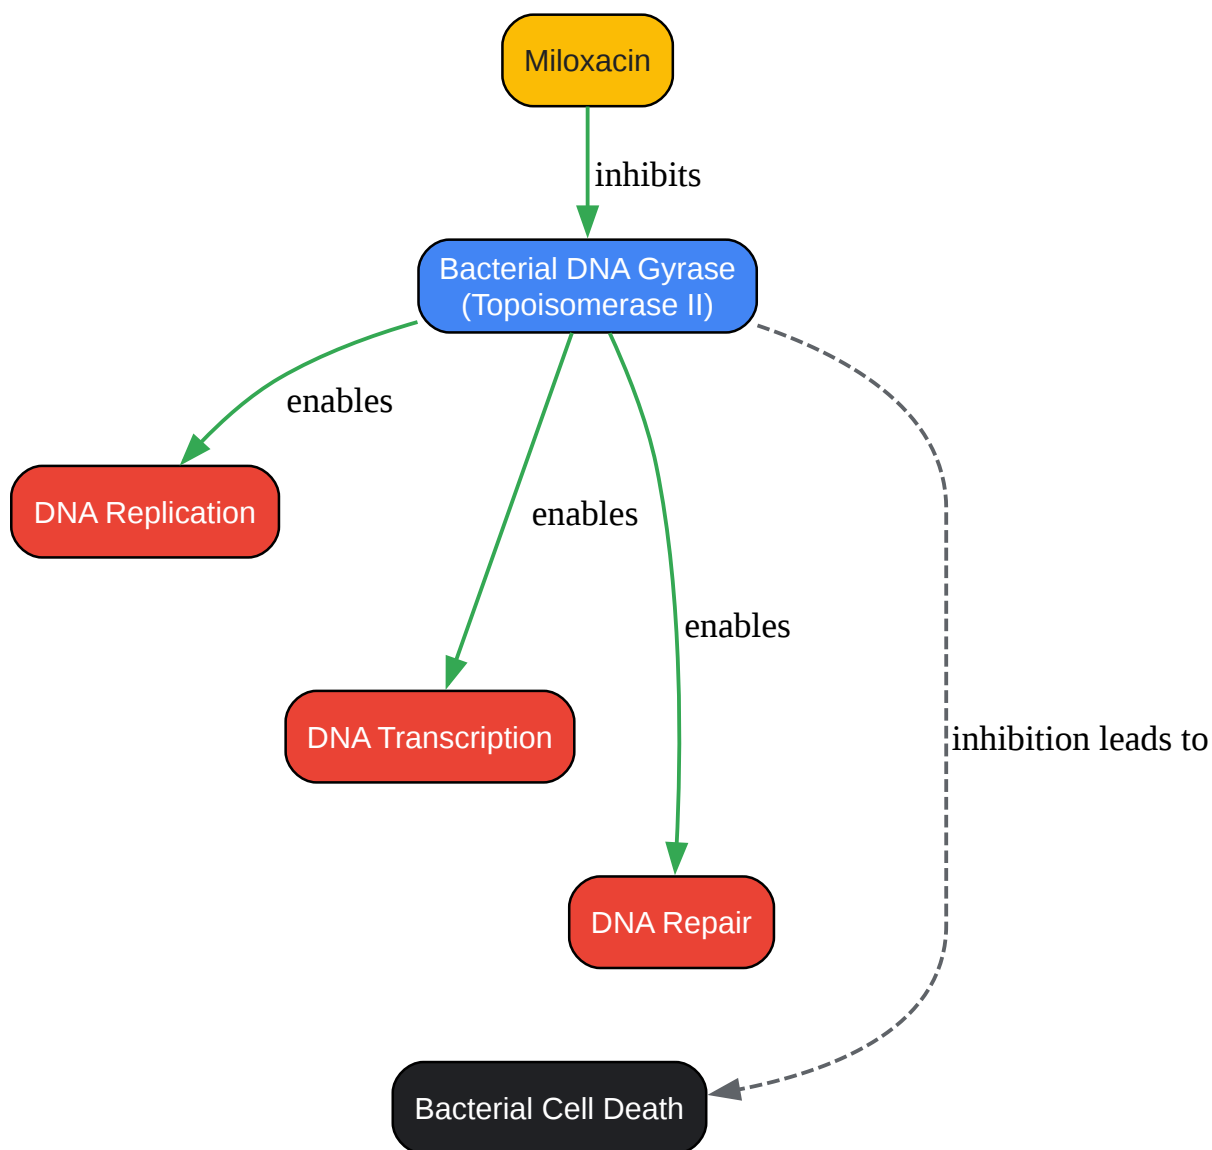 Miloxacin
inhibits
Bacterial DNA Gyrase
(Topoisomerase II)
enables
DNA Replication
enables
enables
DNA Transcription
inhibition leads to
DNA Repair
Bacterial Cell Death